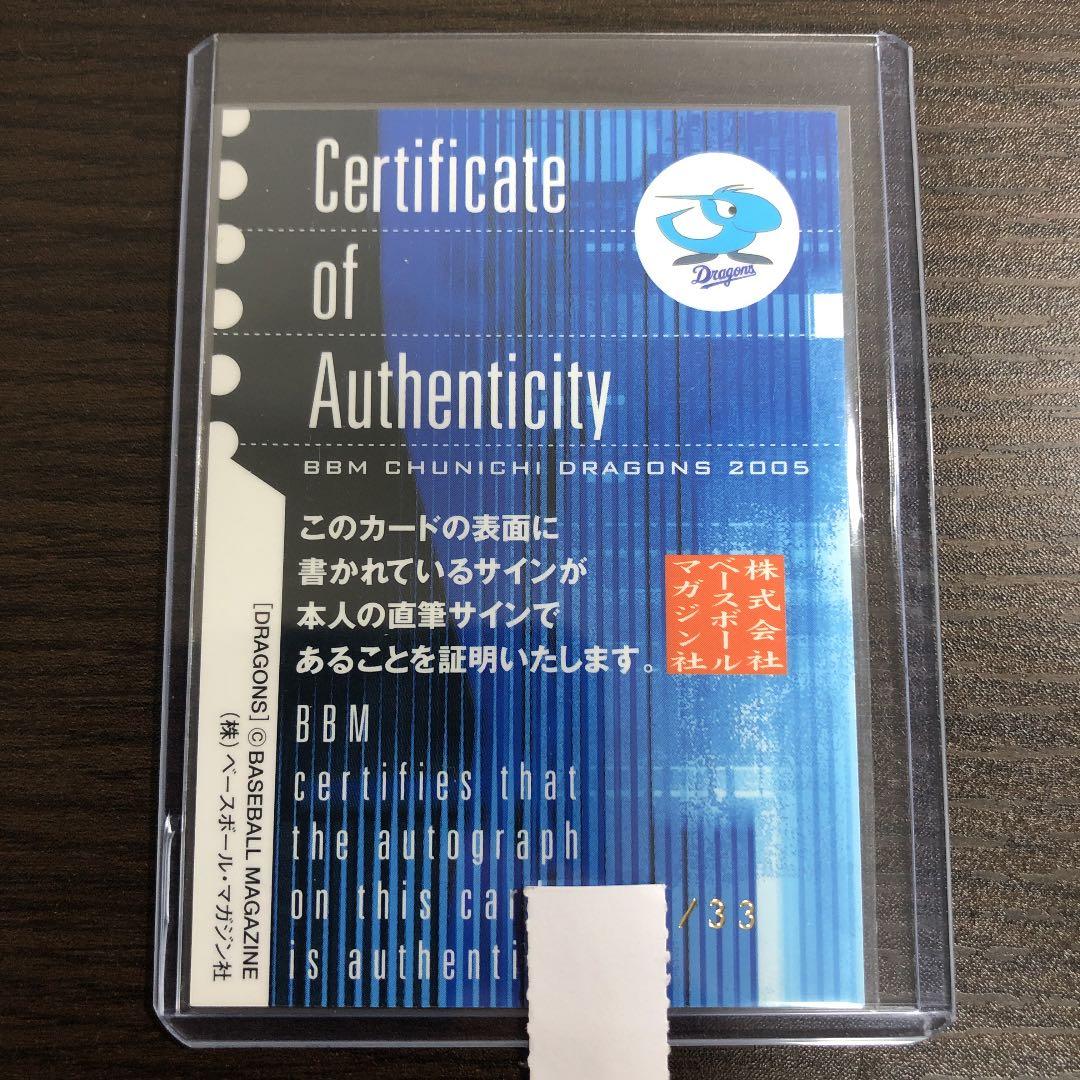 Certificate
of
Authenticity
Dragons
BBM CHUNICHI DRAGONS 2005
このカードの表面に
書かれているサインが
本人の直筆サインで
あることを証明いたします。
株式会社
ベースボール
マガジン社
BBM
certifies that
the autograph
on this car
is authenti
/33
[DRAGONS] © BASEBALL MAGAZINE
(株) ベースボール・マガジン社